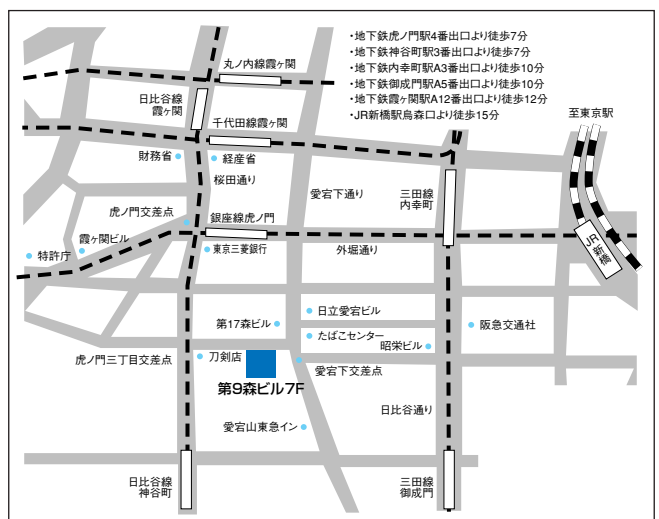 ・地下鉄虎ノ門駅4番出口より徒歩7分
・地下鉄神谷町駅3番出口より徒歩7分
・地下鉄内幸町駅A3番出口より徒歩10分
・地下鉄御成門駅A5番出口より徒歩10分
・地下鉄霞ヶ関駅A12番出口より徒歩12分
・JR新橋駅烏森口より徒歩15分
丸ノ内線霞ヶ関
日比谷線
霞ヶ関
千代田線霞ヶ関
至東京駅
財務省
経産省
桜田通り
愛宕下通り
三田線
内幸町
虎ノ門交差点
銀座線虎ノ門
霞ヶ関ビル
特許庁
東京三菱銀行
外堀通り
JR新橋
日立愛宕ビル
第17森ビル
たばこセンター
阪急交通社
昭栄ビル
虎ノ門三丁目交差点
刀剣店
愛宕下交差点
第9森ビル7F
日比谷通り
愛宕山東急イン
日比谷線
神谷町
三田線
御成門